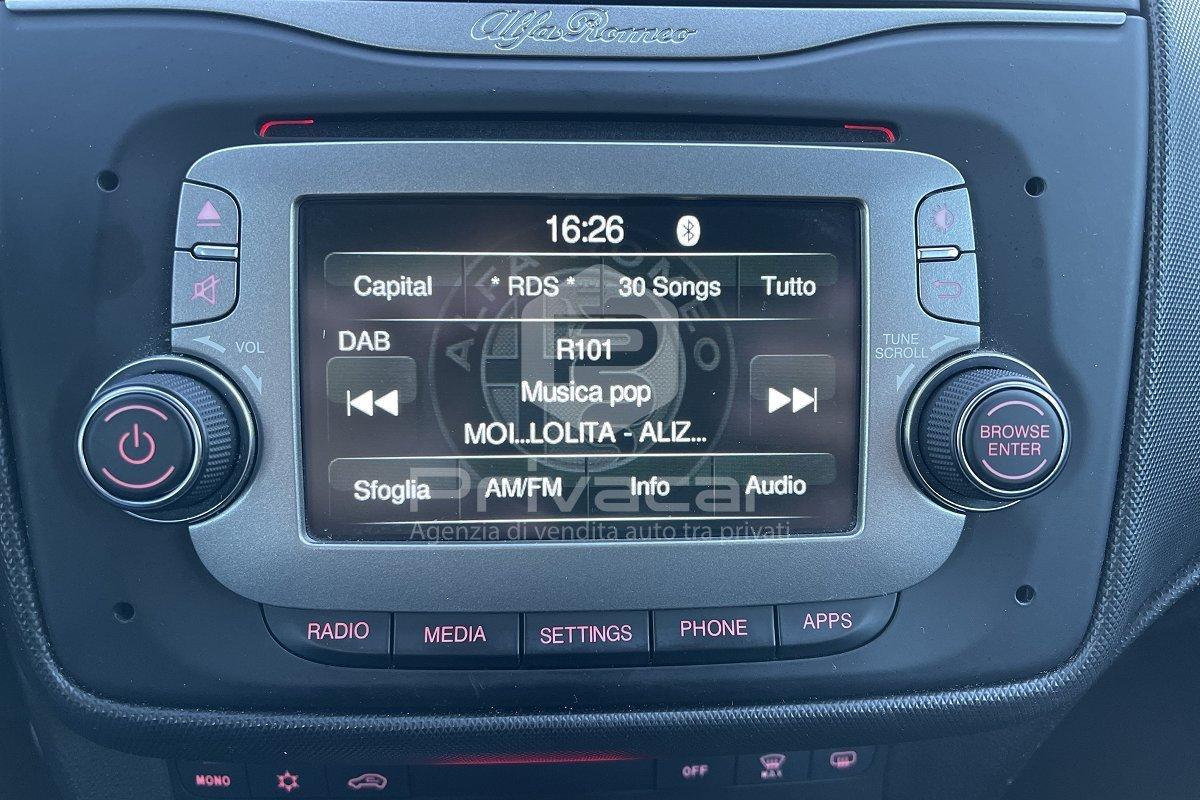 Alfa Romeo
16:26
Capital * RDS * 30 Songs Tutto
ALFA ROMEO
DAB
R101
Musica pop
MOI...LOLITA - ALIZ...
Sfoglia AM/FM Info Audio
Privacar
Agenzia di vendita auto tra privati
VOL
TUNE
SCROLL
BROWSE
ENTER
RADIO MEDIA SETTINGS PHONE APPS
MONO OFF MAX